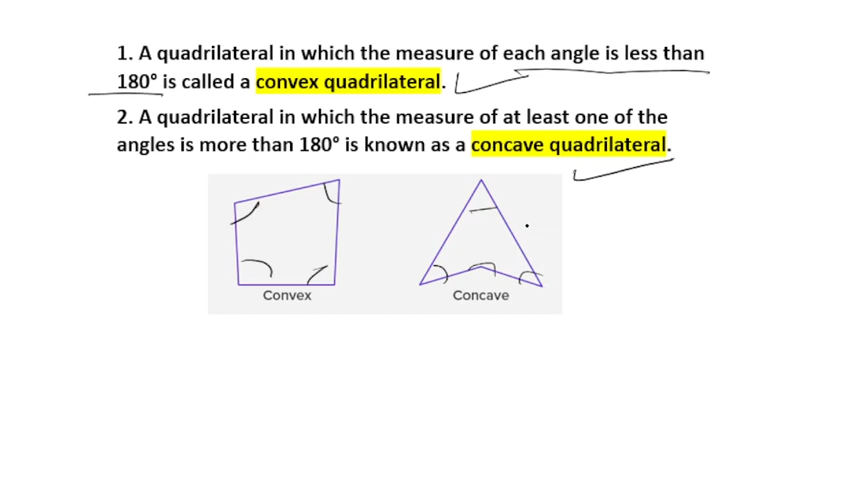 1. A quadrilateral in which the measure of each angle is less than
180° is called a convex quadrilateral.
2. A quadrilateral in which the measure of at least one of the
angles is more than 180° is known as a concave quadrilateral.
Convex
Concave